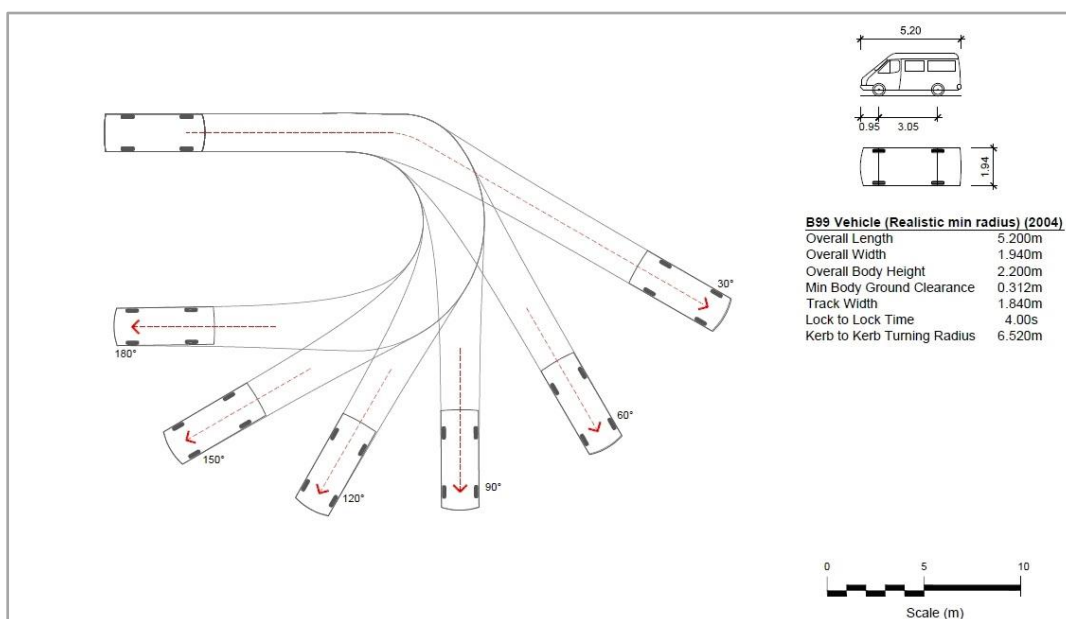 5.20
0.95 3.05
1.94
B99 Vehicle (Realistic min radius) (2004)
Overall Length 5.200m
Overall Width 1.940m
Overall Body Height 2.200m
Min Body Ground Clearance 0.312m
Track Width 1.840m
Lock to Lock Time 4.00s
Kerb to Kerb Turning Radius 6.520m
30°
180°
60°
150°
120°
90°
0 5 10
Scale (m)